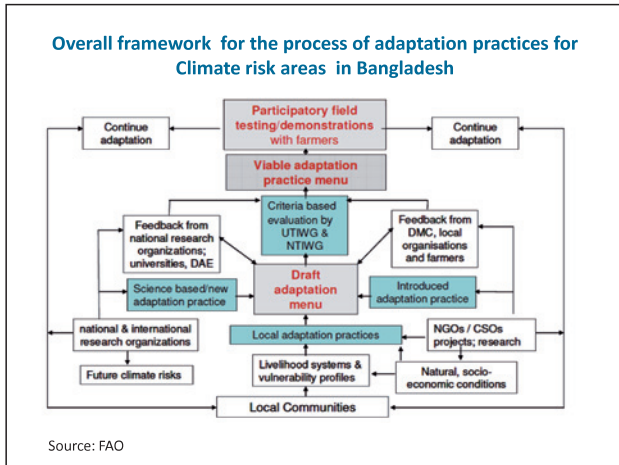 Overall framework for the process of adaptation practices for
Climate risk areas in Bangladesh
Participatory field
testing/demonstrations
with farmers
Continue
adaptation
Continue
adaptation
Viable adaptation
practice menu
Criteria based
evaluation by
UTIWG &
NTIWG
Feedback from
national research
organizations;
universities, DAE
Feedback from
DMC, local
organisations
and farmers
Draft
adaptation
menu
Science based/new
adaptation practice
Introduced
adaptation practice
national & international
research organizations
Local adaptation practices
NGOs / CSOs
projects; research
Future climate risks
Livelihood systems &
vulnerability profiles
Natural, socio-
economic conditions
Local Communities
Source: FAO